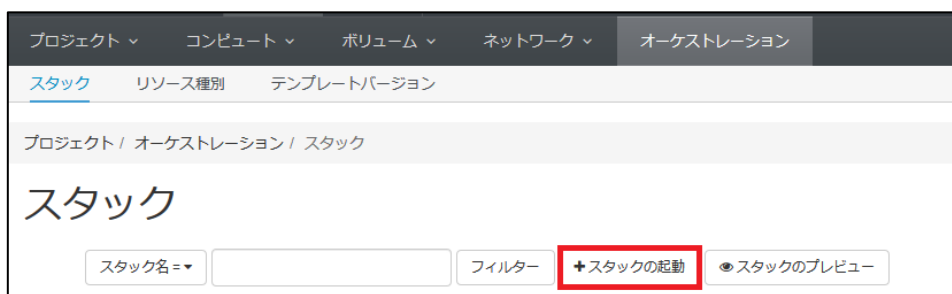 プロジェクト コンピュート ボリューム ネットワーク オーケストレーション
スタック リソース種別 テンプレートバージョン
プロジェクト / オーケストレーション / スタック
スタック
スタック名 = フィルター +スタックの起動 スタックのプレビュー